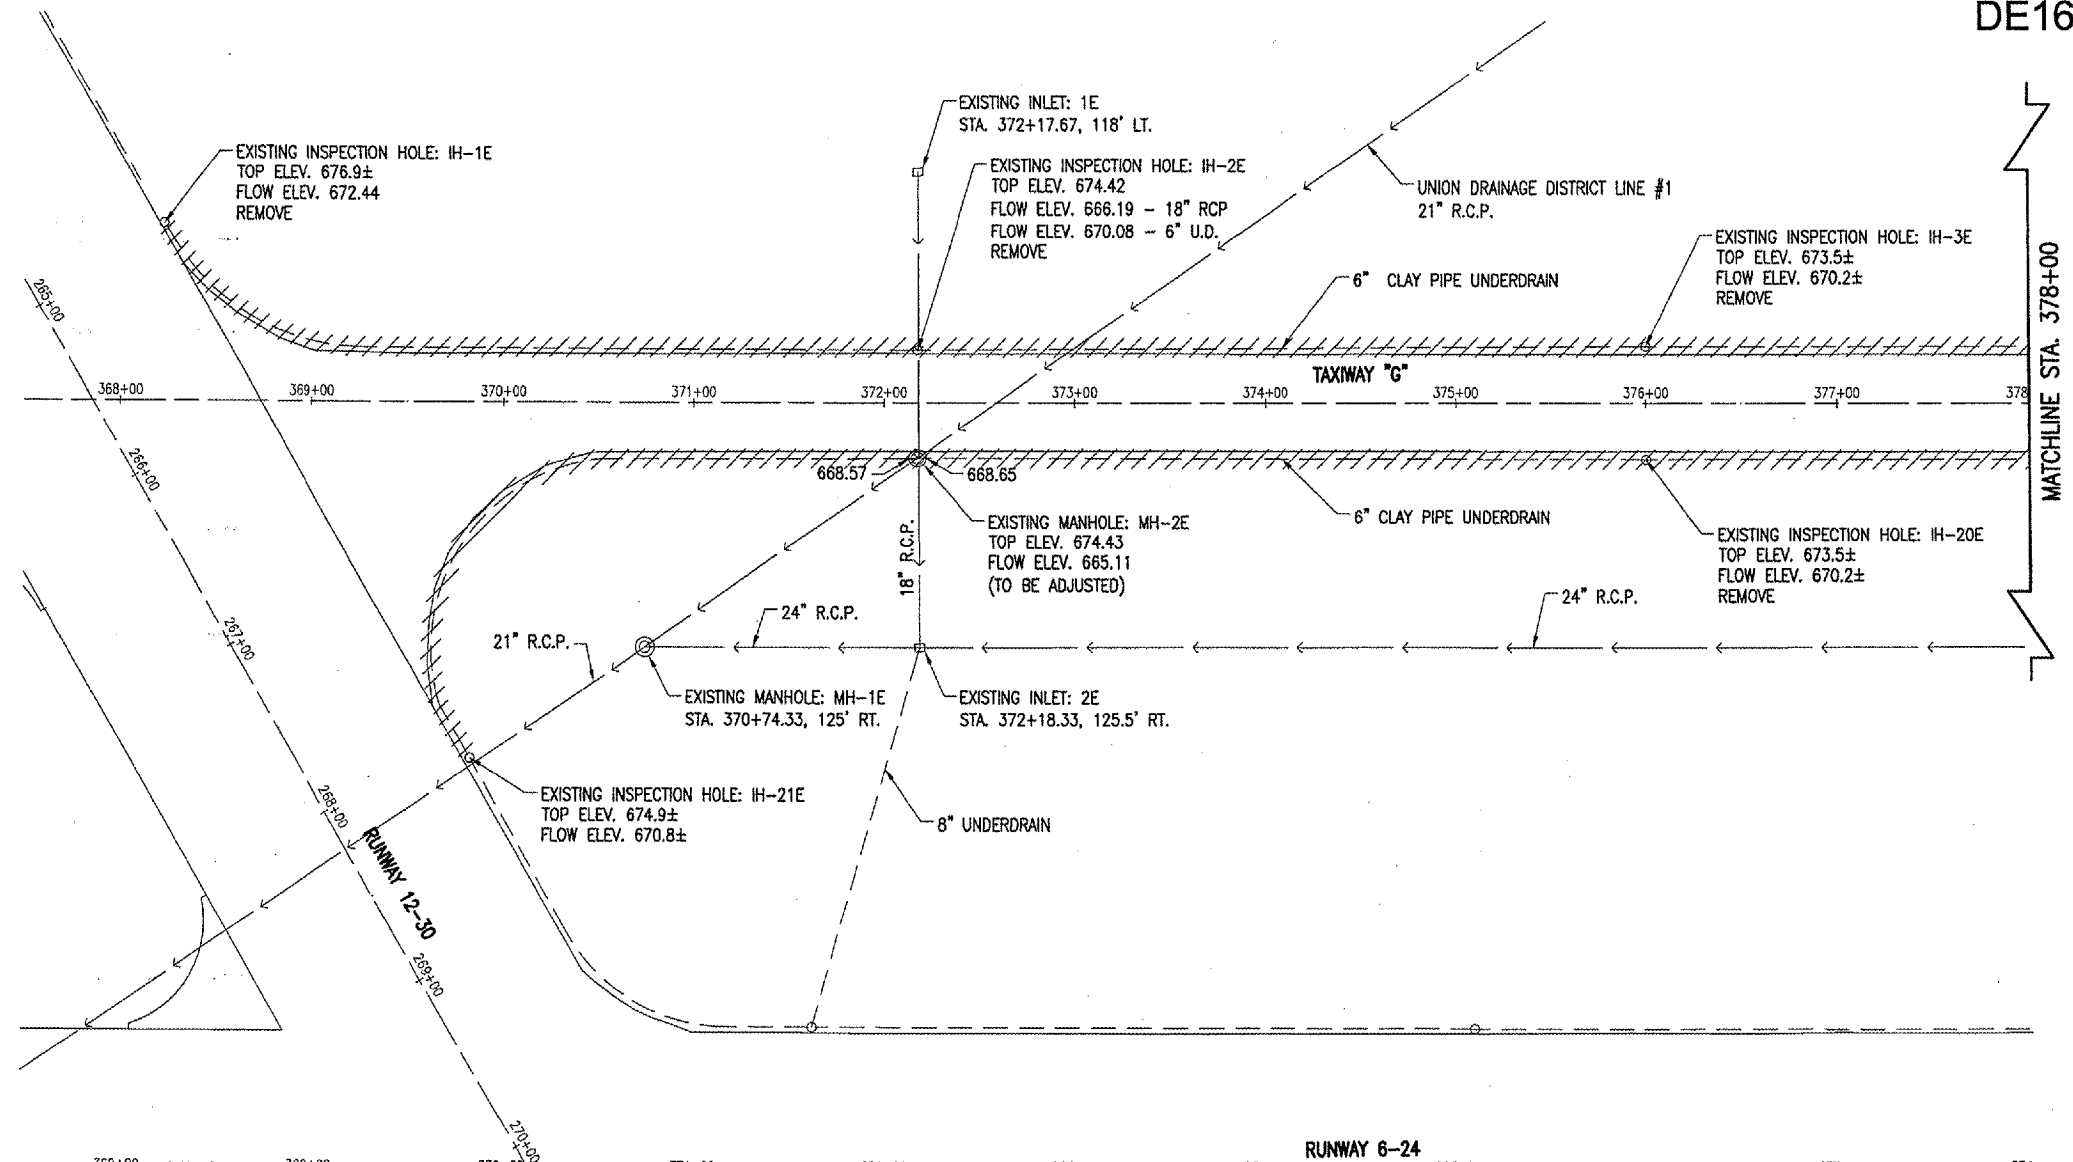 DE16
EXISTING INLET: 1E
STA. 372+17.67, 118' LT.
EXISTING INSPECTION HOLE: IH-1E
TOP ELEV. 676.9±
FLOW ELEV. 672.44
REMOVE
EXISTING INSPECTION HOLE: IH-2E
TOP ELEV. 674.42
FLOW ELEV. 666.19 - 18" RCP
FLOW ELEV. 670.08 - 6" U.D.
REMOVE
UNION DRAINAGE DISTRICT LINE #1
21" R.C.P.
EXISTING INSPECTION HOLE: IH-3E
TOP ELEV. 673.5±
FLOW ELEV. 670.2±
REMOVE
6" CLAY PIPE UNDERDRAIN
MATCHLINE STA. 378+00
TAXIWAY "G"
368+00
369+00
370+00
371+00
372+00
373+00
374+00
375+00
376+00
377+00
378
265+00
266+00
267+00
268+00
269+00
270+00
668.57
668.65
EXISTING MANHOLE: MH-2E
TOP ELEV. 674.43
FLOW ELEV. 665.11
(TO BE ADJUSTED)
6" CLAY PIPE UNDERDRAIN
EXISTING INSPECTION HOLE: IH-20E
TOP ELEV. 673.5±
FLOW ELEV. 670.2±
REMOVE
18" R.C.P.
24" R.C.P.
24" R.C.P.
21" R.C.P.
EXISTING MANHOLE: MH-1E
STA. 370+74.33, 125' RT.
EXISTING INLET: 2E
STA. 372+18.33, 125.5' RT.
EXISTING INSPECTION HOLE: IH-21E
TOP ELEV. 674.9±
FLOW ELEV. 670.8±
8" UNDERDRAIN
RUNWAY 12-30
RUNWAY 6-24